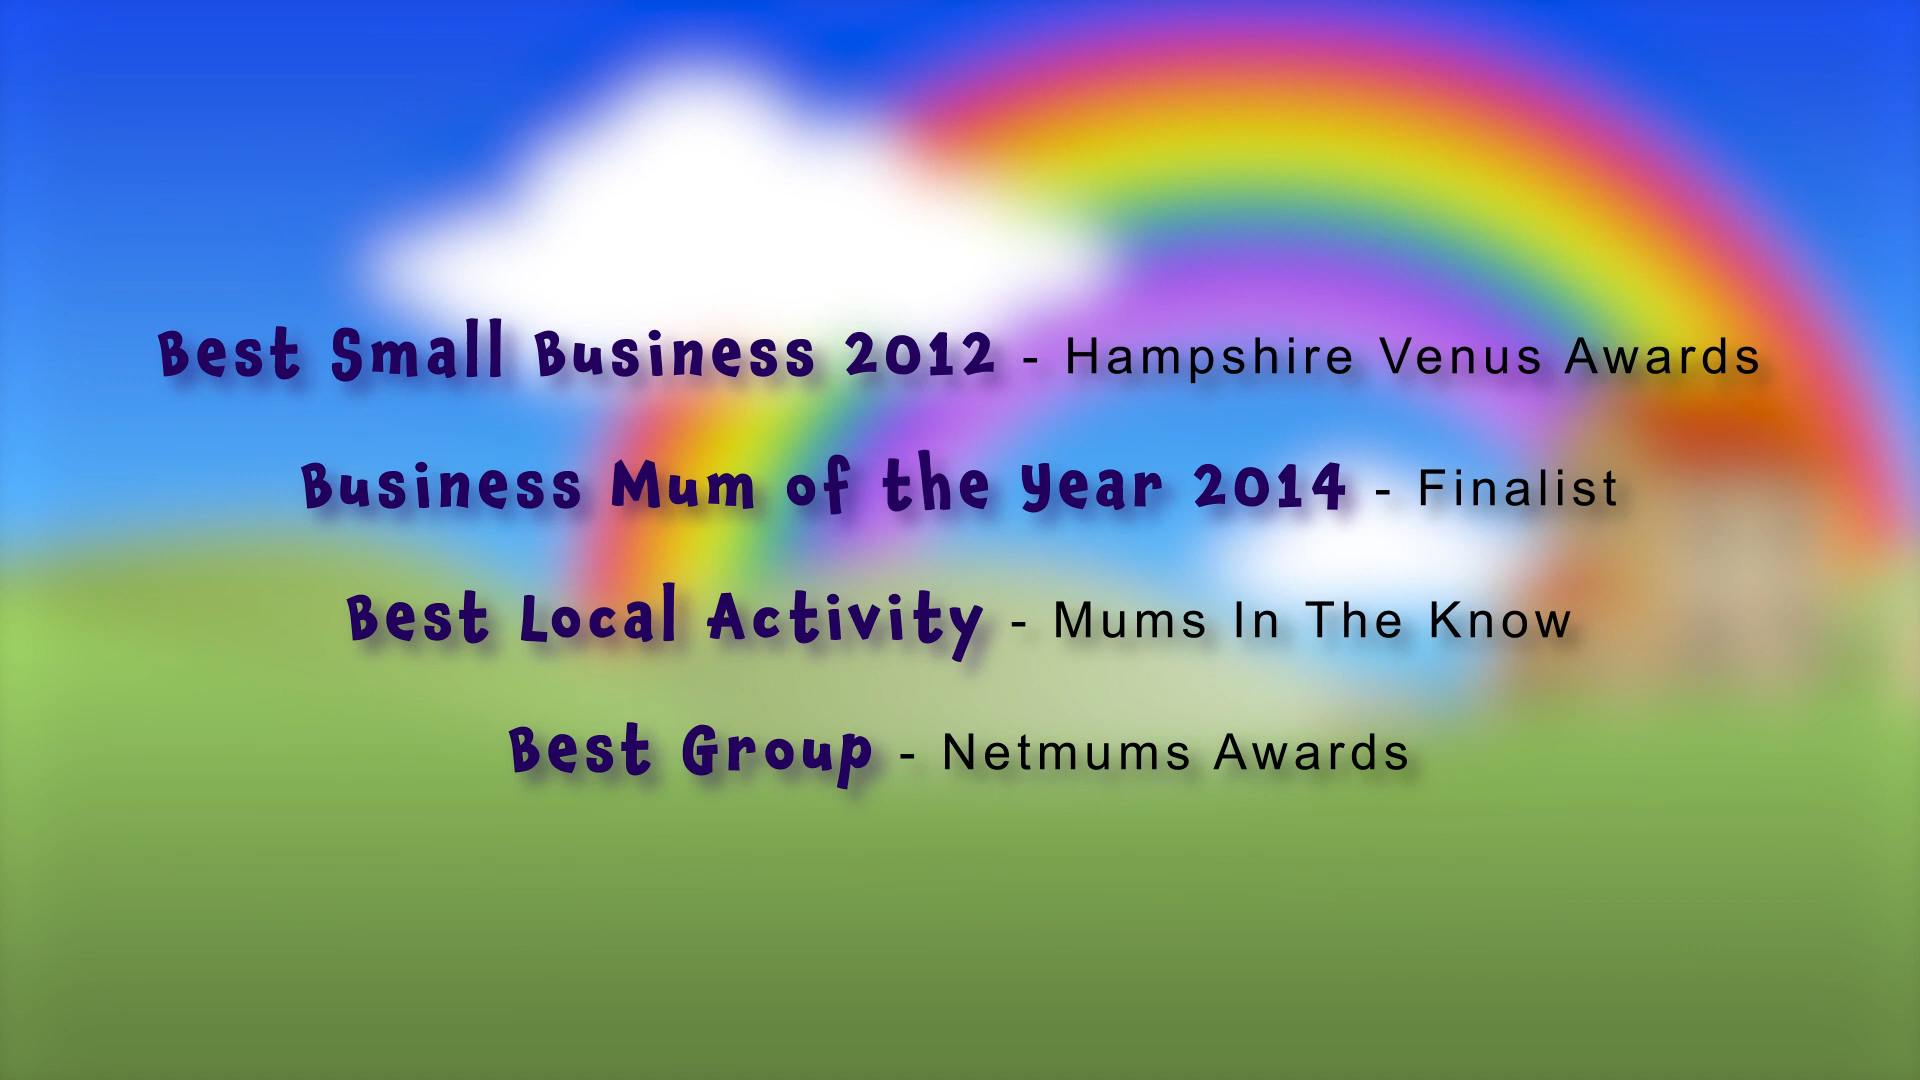 Best Small Business 2012 - Hampshire Venus Awards
Business Mum of the Year 2014 - Finalist
Best Local Activity - Mums In The Know
Best Group - Netmums Awards